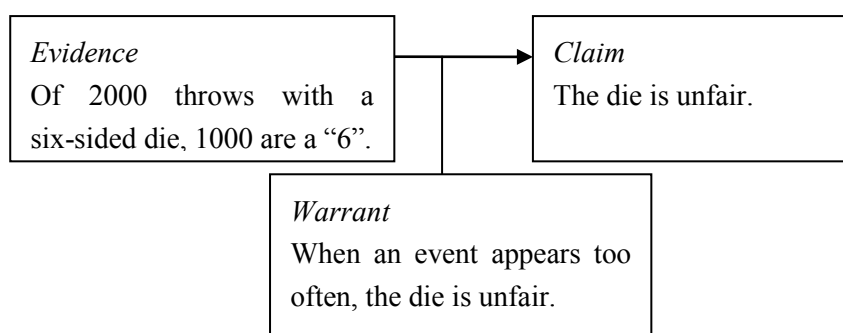 Evidence
Of 2000 throws with a
six-sided die, 1000 are a “6”.
Claim
The die is unfair.
Warrant
When an event appears too
often, the die is unfair.